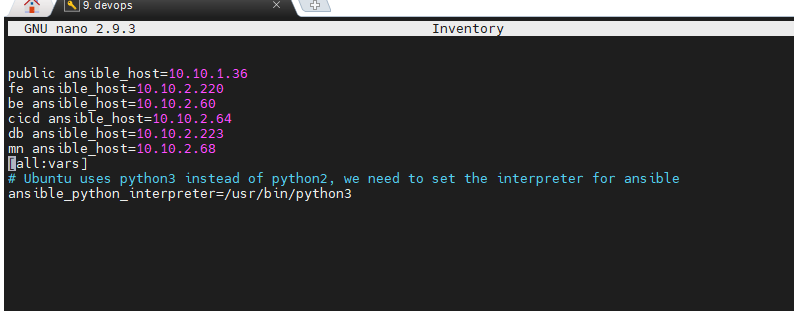 9. devops
GNU nano 2.9.3 Inventory
public ansible_host=10.10.1.36
fe ansible_host=10.10.2.220
be ansible_host=10.10.2.60
cicd ansible_host=10.10.2.64
db ansible_host=10.10.2.223
mn ansible_host=10.10.2.68
[all:vars]
# Ubuntu uses python3 instead of python2, we need to set the interpreter for ansible
ansible_python_interpreter=/usr/bin/python3